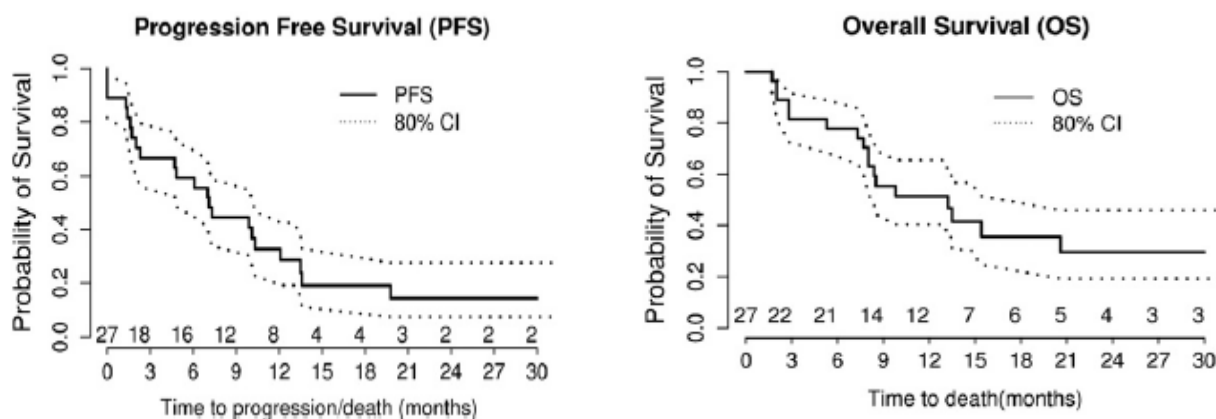 Progression Free Survival (PFS)
Probability of Survival
1.0
0.8
0.6
0.4
0.2
0.0
PFS
80% CI
27 18 16 12 8 4 4 3 2 2 2
0 3 6 9 12 15 18 21 24 27 30
Time to progression/death (months)
Overall Survival (OS)
Probability of Survival
1.0
0.8
0.6
0.4
0.2
0.0
OS
80% CI
27 22 21 14 12 7 6 5 4 3 3
0 3 6 9 12 15 18 21 24 27 30
Time to death(months)